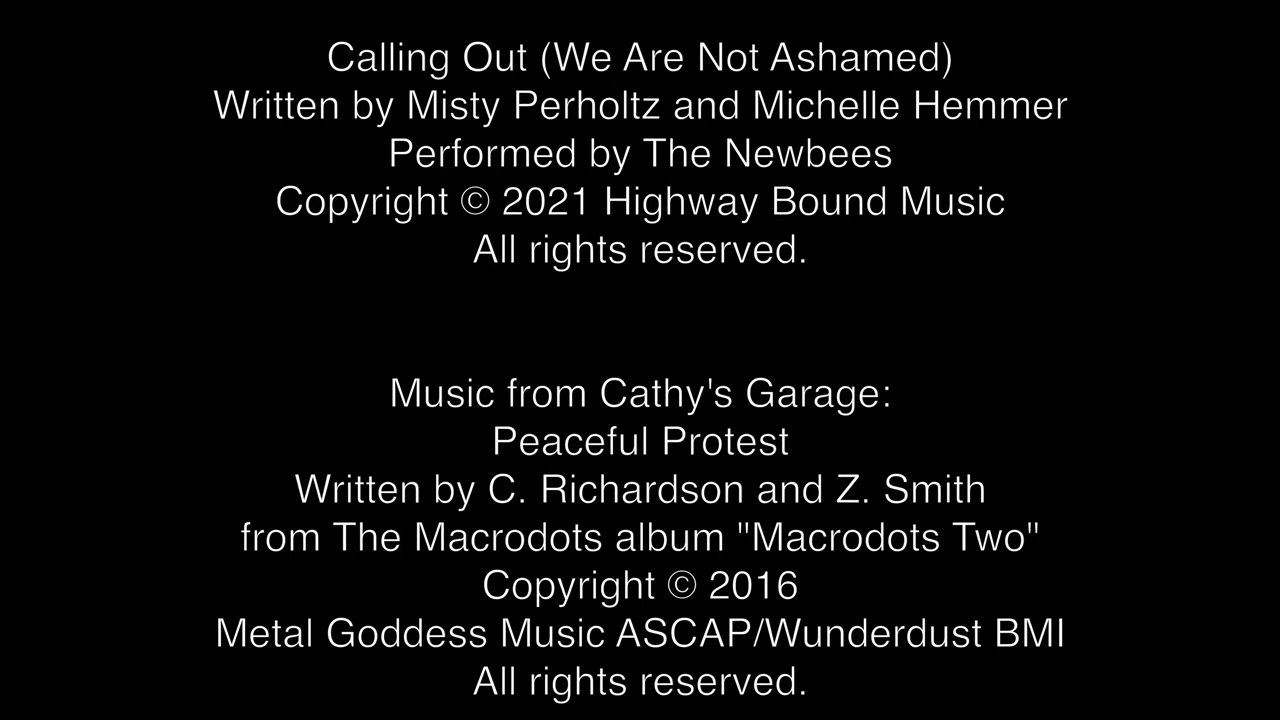 Calling Out (We Are Not Ashamed)
Written by Misty Perholtz and Michelle Hemmer
Performed by The Newbees
Copyright © 2021 Highway Bound Music
All rights reserved.
Music from Cathy's Garage:
Peaceful Protest
Written by C. Richardson and Z. Smith
from The Macrodots album "Macrodots Two"
Copyright © 2016
Metal Goddess Music ASCAP/Wunderdust BMI
All rights reserved.